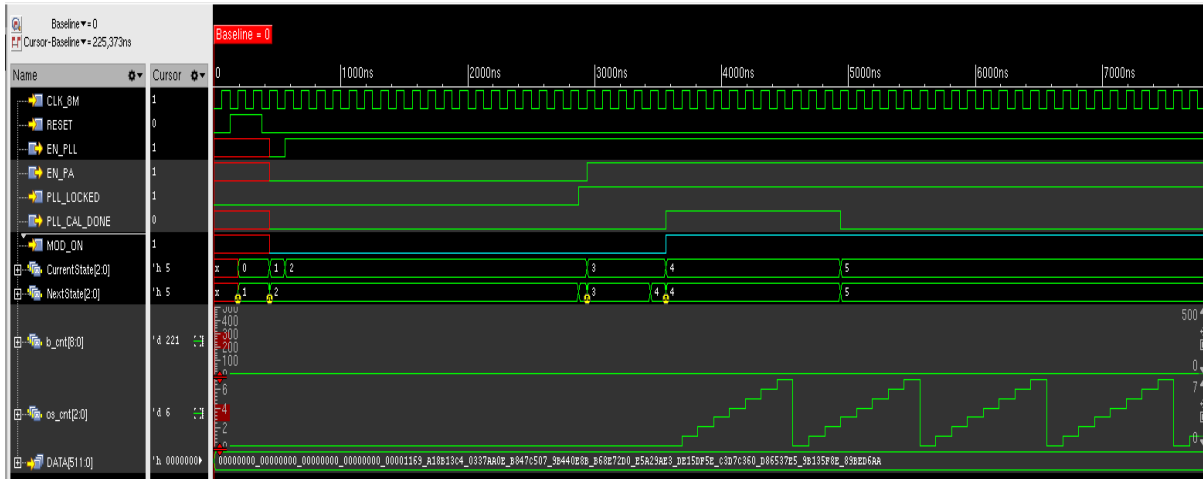 Baseline▼= 0
Cursor-Baseline▼= 225,373ns
Baseline = 0
Name Cursor 0 1000ns 2000ns 3000ns 4000ns 5000ns 6000ns 7000ns
CLK_8M 1
RESET 0
EN_PLL 1
EN_PA 1
PLL_LOCKED 1
PLL_CAL_DONE 0
MOD_ON 1
CurrentState[2:0] 'h 5 x 0 1 2 3 4 5
NextState[2:0] 'h 5 x 1 2 3 4 4 5
500
400
300
b_cnt[8:0] 'd 221 200
100
0
6 7
os_cnt[2:0] 'd 6 4
2
0
DATA[511:0] 'h 0000000▶ 00000000_00000000_00000000_00000000_00001169_A18B13C4_0337AA0E_B847C507_9B440E8B_B68E72D0_E5A29AE3_DE15DF5E_C3D7C360_D86537E5_9B135F8E_89BED6AA